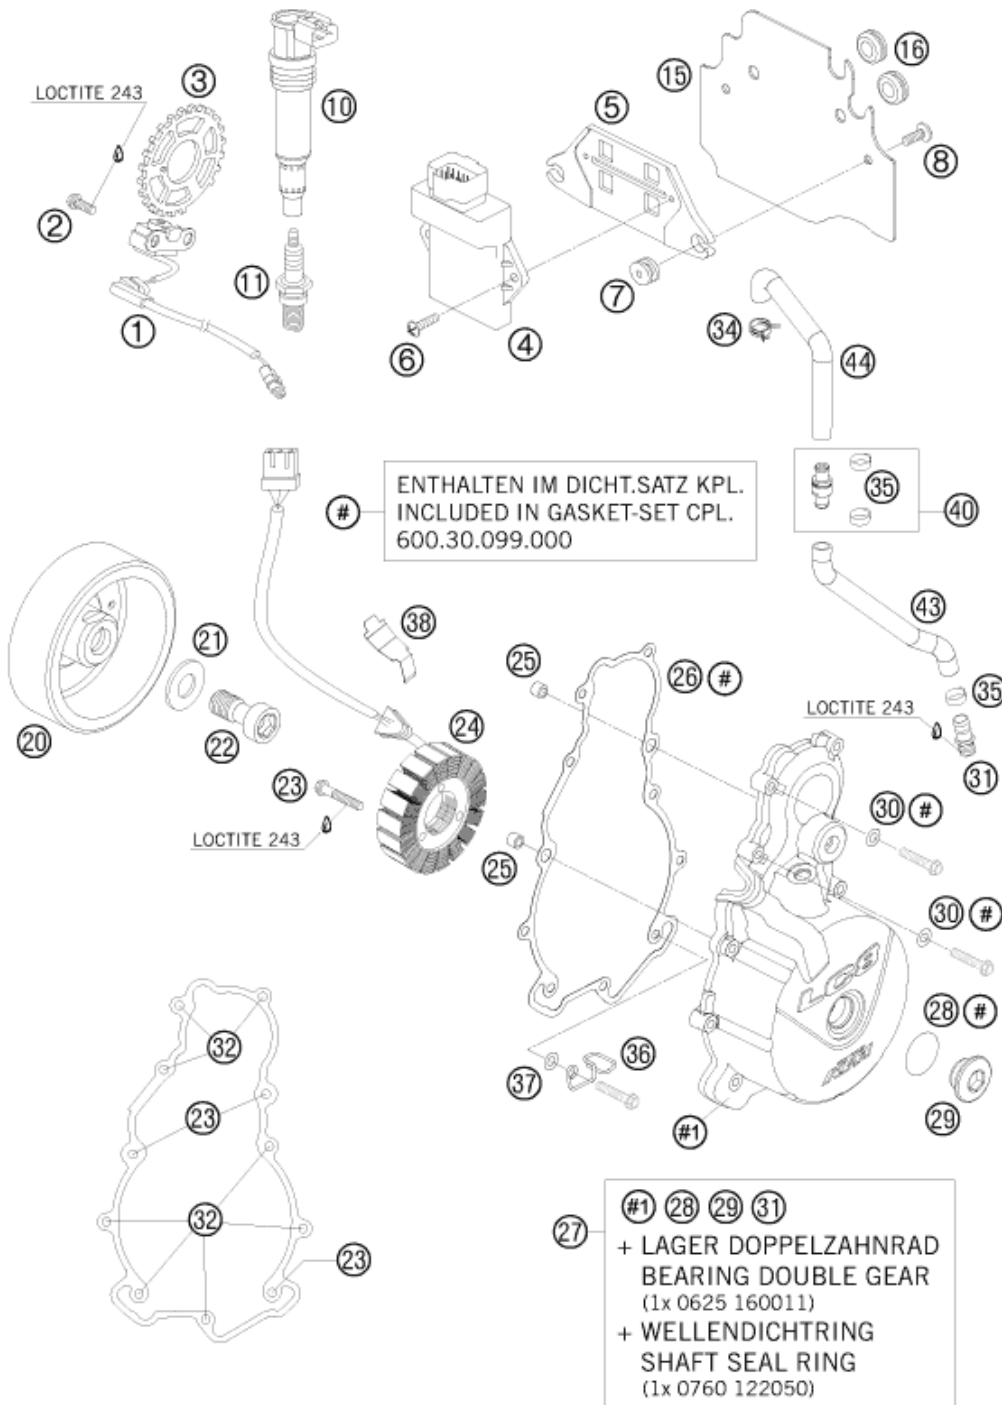 LOCTITE 243
3
10
15
16
5
8
2
11
7
1
6
4
34
44
ENTHALTEN IM DICHT.SATZ KPL.
# INCLUDED IN GASKET-SET CPL.
600.30.099.000
35
40
43
38
21
25
26 #
35
LOCTITE 243
31
20
22
24
23
30 #
LOCTITE 243
25
30 #
LC8
28 #
32
36
KTM
37
23
#1
29
32
23
27
#1 28 29 31
+ LAGER DOPPELZAHNRAD
BEARING DOUBLE GEAR
(1x 0625 160011)
+ WELLENDICHTRING
SHAFT SEAL RING
(1x 0760 122050)